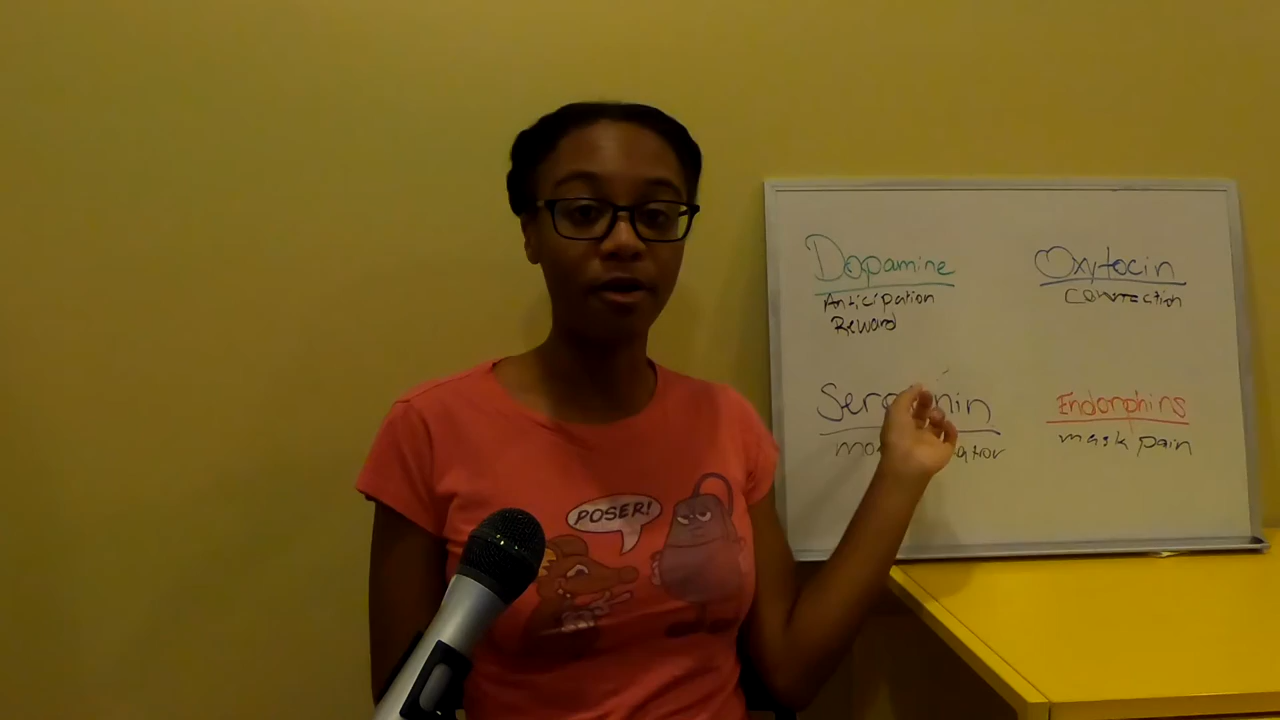 Dopamine
Anticipation
Reward
Oxytocin
Connection
Endorphins
mask pain
POSER!